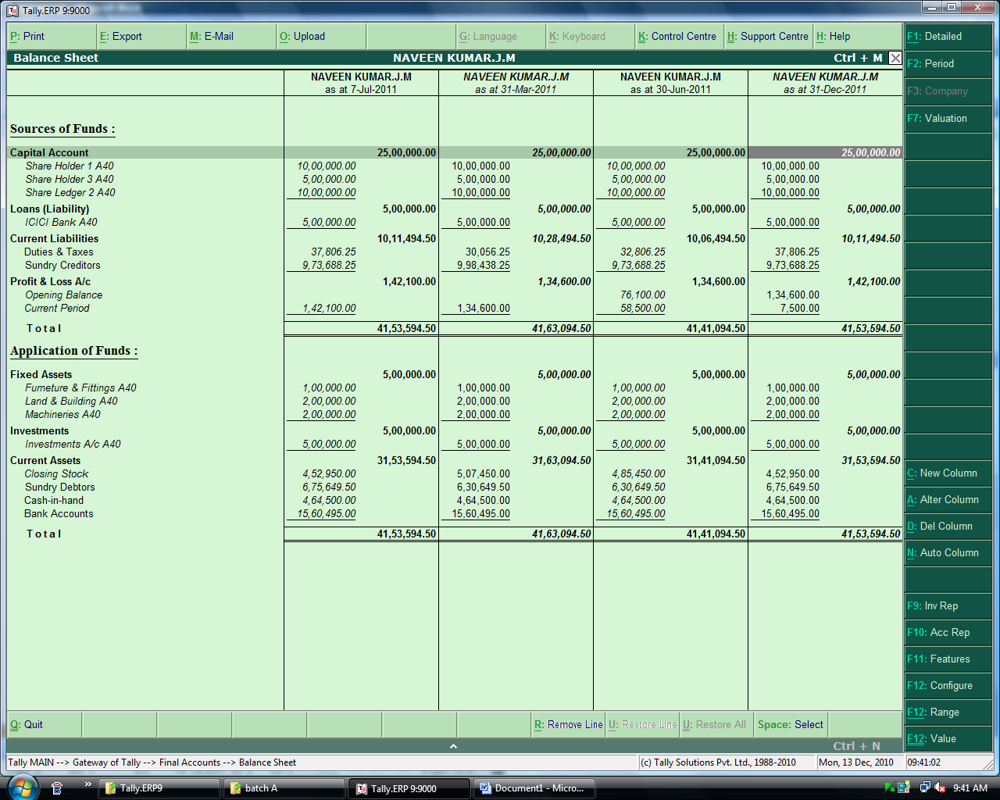 Tally.ERP 9:9000
P: Print E: Export M: E-Mail O: Upload G: Language K: Keyboard K: Control Centre H: Support Centre H: Help
Balance Sheet NAVEEN KUMAR.J.M Ctrl + M
NAVEEN KUMAR.J.M NAVEEN KUMAR.J.M NAVEEN KUMAR.J.M NAVEEN KUMAR.J.M
as at 7-Jul-2011 as at 31-Mar-2011 as at 30-Jun-2011 as at 31-Dec-2011
Sources of Funds :
Capital Account 25,00,000.00 25,00,000.00 25,00,000.00 25,00,000.00
Share Holder 1 A40 10,00,000.00 10,00,000.00 10,00,000.00 10,00,000.00
Share Holder 3 A40 5,00,000.00 5,00,000.00 5,00,000.00 5,00,000.00
Share Ledger 2 A40 10,00,000.00 10,00,000.00 10,00,000.00 10,00,000.00
Loans (Liability) 5,00,000.00 5,00,000.00 5,00,000.00 5,00,000.00
ICICI Bank A40 5,00,000.00 5,00,000.00 5,00,000.00 5,00,000.00
Current Liabilities 10,11,494.50 10,28,494.50 10,06,494.50 10,11,494.50
Duties & Taxes 37,806.25 30,056.25 32,806.25 37,806.25
Sundry Creditors 9,73,688.25 9,98,438.25 9,73,688.25 9,73,688.25
Profit & Loss A/c 1,42,100.00 1,34,600.00 1,34,600.00 1,42,100.00
Opening Balance 76,100.00 1,34,600.00
Current Period 1,42,100.00 1,34,600.00 58,500.00 7,500.00
Total 41,53,594.50 41,63,094.50 41,41,094.50 41,53,594.50
Application of Funds :
Fixed Assets 5,00,000.00 5,00,000.00 5,00,000.00 5,00,000.00
Furneture & Fittings A40 1,00,000.00 1,00,000.00 1,00,000.00 1,00,000.00
Land & Building A40 2,00,000.00 2,00,000.00 2,00,000.00 2,00,000.00
Machineries A40 2,00,000.00 2,00,000.00 2,00,000.00 2,00,000.00
Investments 5,00,000.00 5,00,000.00 5,00,000.00 5,00,000.00
Investments A/c A40 5,00,000.00 5,00,000.00 5,00,000.00 5,00,000.00
Current Assets 31,53,594.50 31,63,094.50 31,41,094.50 31,53,594.50
Closing Stock 4,52,950.00 5,07,450.00 4,85,450.00 4,52,950.00
Sundry Debtors 6,75,649.50 6,30,649.50 6,30,649.50 6,75,649.50
Cash-in-hand 4,64,500.00 4,64,500.00 4,64,500.00 4,64,500.00
Bank Accounts 15,60,495.00 15,60,495.00 15,60,495.00 15,60,495.00
Total 41,53,594.50 41,63,094.50 41,41,094.50 41,53,594.50
F1: Detailed
F2: Period
F3: Company
F7: Valuation
C: New Column
A: Alter Column
D: Del Column
N: Auto Column
F9: Inv Rep
F10: Acc Rep
F11: Features
F12: Configure
F12: Range
F12: Value
Q: Quit R: Remove Line U: Restore Line U: Restore All Space: Select
Ctrl + N
Tally MAIN --> Gateway of Tally --> Final Accounts --> Balance Sheet (c) Tally Solutions Pvt. Ltd., 1988-2010 Mon, 13 Dec, 2010 09:41:02
Tally.ERP9 batch A Tally.ERP 9:9000 Document1 - Micro... 9:41 AM